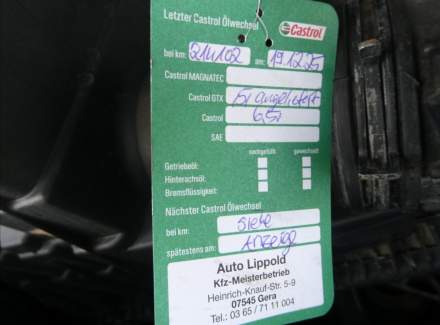 Letzter Castrol Ölwechsel
Castrol
bei km: 214102 am: 19.12.25
Castrol MAGNATEC
Castrol GTX
Castrol
SAE
nachgefüllt: gewechselt:
Getriebeöl:
Hinterachsöl:
Bremsflüssigkeit:
Nächster Castrol Ölwechsel
bei km: siehe
spätestens am: Anzeige
Auto Lippold
Kfz-Meisterbetrieb
Heinrich-Knauf-Str. 5-9
07545 Gera
Tel.: 03 65 / 71 11 004